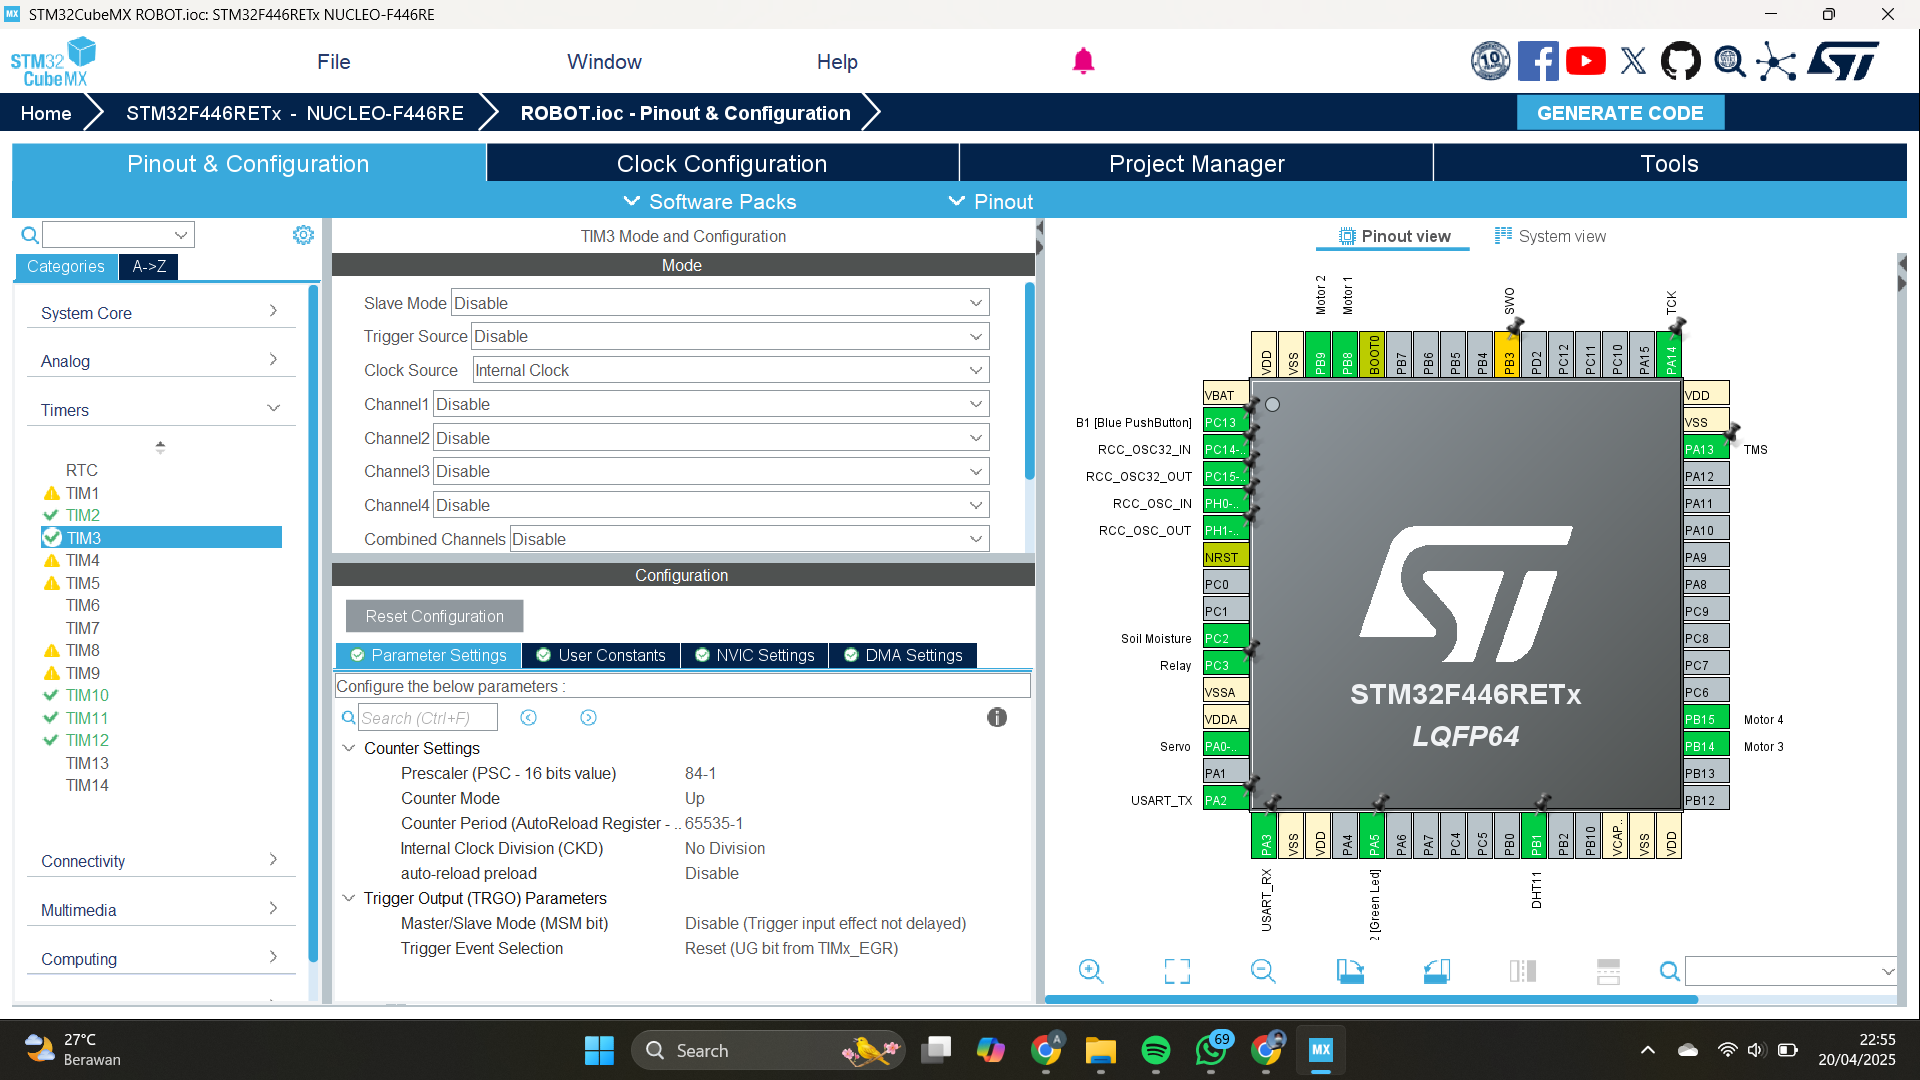 STM32CubeMX ROBOT.ioc: STM32F446RETx NUCLEO-F446RE
STM32 CubeMX
File
Window
Help
Home
STM32F446RETx - NUCLEO-F446RE
ROBOT.ioc - Pinout & Configuration
GENERATE CODE
Pinout & Configuration
Clock Configuration
Project Manager
Tools
Software Packs
Pinout
Categories
A->Z
System Core
Analog
Timers
RTC
TIM1
TIM2
TIM3
TIM4
TIM5
TIM6
TIM7
TIM8
TIM9
TIM10
TIM11
TIM12
TIM13
TIM14
Connectivity
Multimedia
Computing
TIM3 Mode and Configuration
Mode
Slave Mode Disable
Trigger Source Disable
Clock Source Internal Clock
Channel1 Disable
Channel2 Disable
Channel3 Disable
Channel4 Disable
Combined Channels Disable
Configuration
Reset Configuration
Parameter Settings
User Constants
NVIC Settings
DMA Settings
Configure the below parameters :
Search (Ctrl+F)
Counter Settings
Prescaler (PSC - 16 bits value) 84-1
Counter Mode Up
Counter Period (AutoReload Register - .. 65535-1
Internal Clock Division (CKD) No Division
auto-reload preload Disable
Trigger Output (TRGO) Parameters
Master/Slave Mode (MSM bit) Disable (Trigger input effect not delayed)
Trigger Event Selection Reset (UG bit from TIMx_EGR)
Pinout view
System view
Motor 2
Motor 1
SWO
TCK
VDD
VSS
PB9
PB8
BOOT0
PB7
PB6
PB5
PB4
PB3
PD2
PC12
PC11
PC10
PA15
PA14
VBAT
B1 [Blue PushButton] PC13
RCC_OSC32_IN PC14-..
RCC_OSC32_OUT PC15-..
RCC_OSC_IN PH0-..
RCC_OSC_OUT PH1-..
NRST
PC0
PC1
Soil Moisture PC2
Relay PC3
VSSA
VDDA
Servo PA0-..
PA1
USART_TX PA2
STM32F446RETx
LQFP64
VDD
VSS
PA13 TMS
PA12
PA11
PA10
PA9
PA8
PC9
PC8
PC7
PC6
PB15 Motor 4
PB14 Motor 3
PB13
PB12
PA3
VSS
VDD
PA4
PA5
PA6
PA7
PC4
PC5
PB0
PB1
PB2
PB10
VCAP..
VSS
VDD
USART_RX
2 [Green Led]
DHT11
27°C
Berawan
Search
69
MX
22:55
20/04/2025